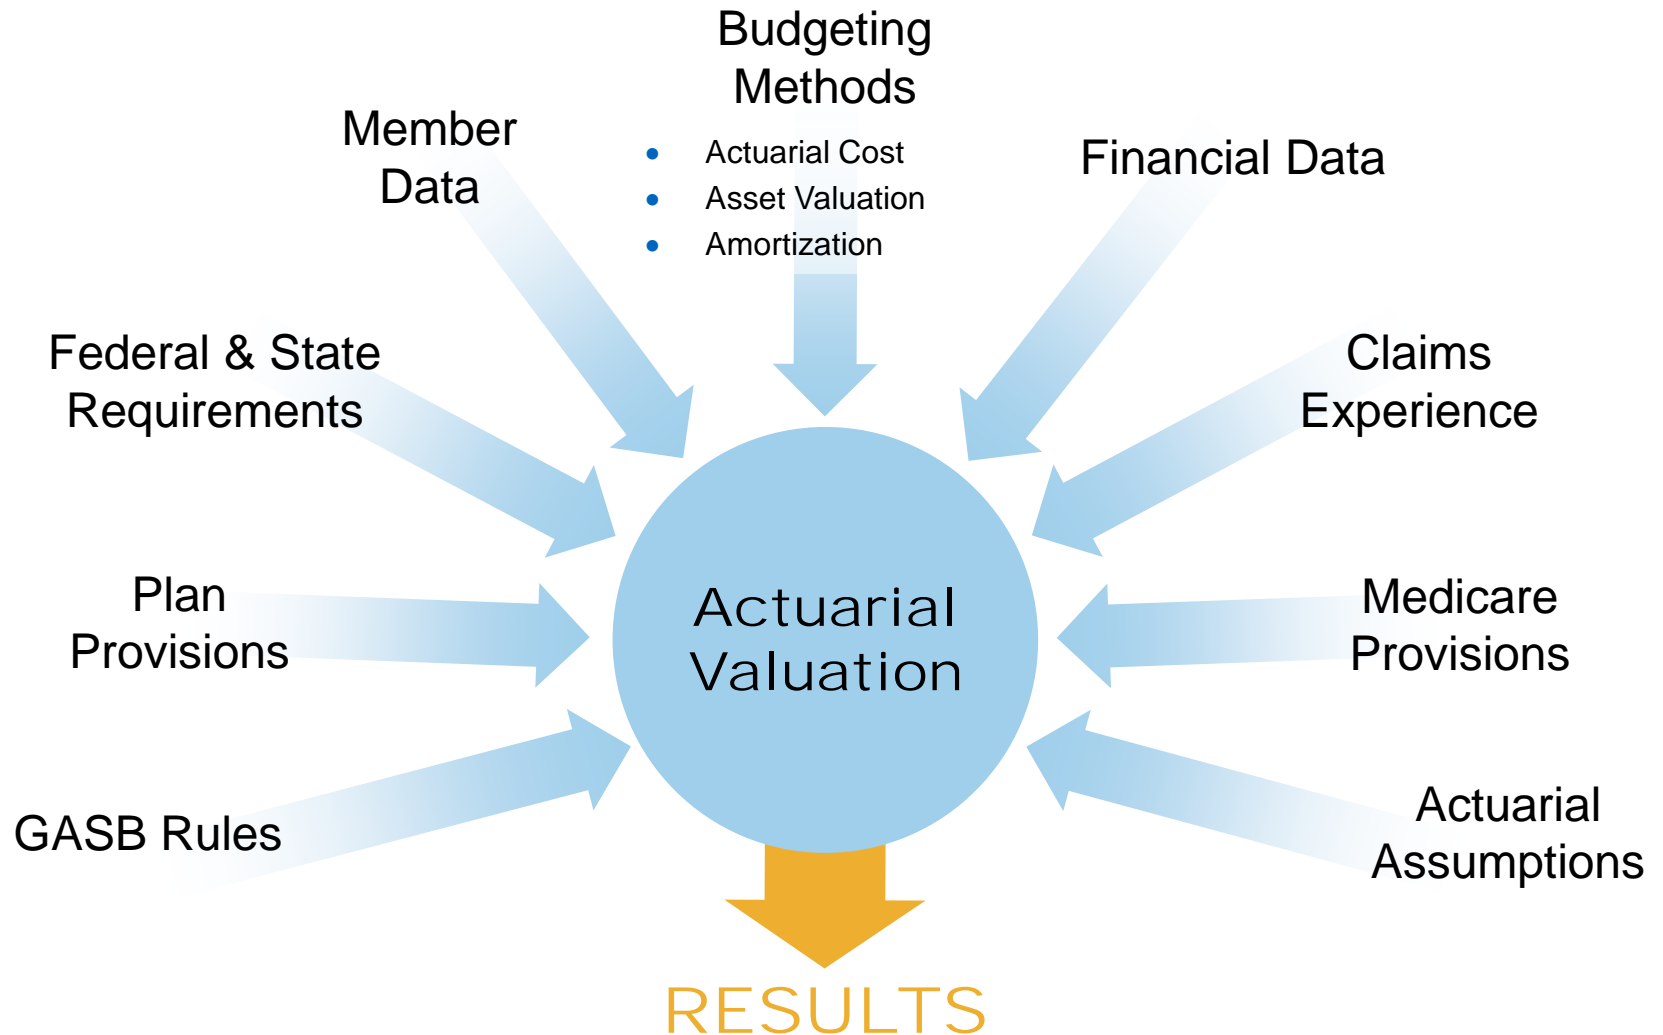 Budgeting
Methods
• Actuarial Cost
• Asset Valuation
• Amortization
Member
Data
Financial Data
Federal & State
Requirements
Claims
Experience
Plan
Provisions
Actuarial
Valuation
Medicare
Provisions
GASB Rules
Actuarial
Assumptions
RESULTS